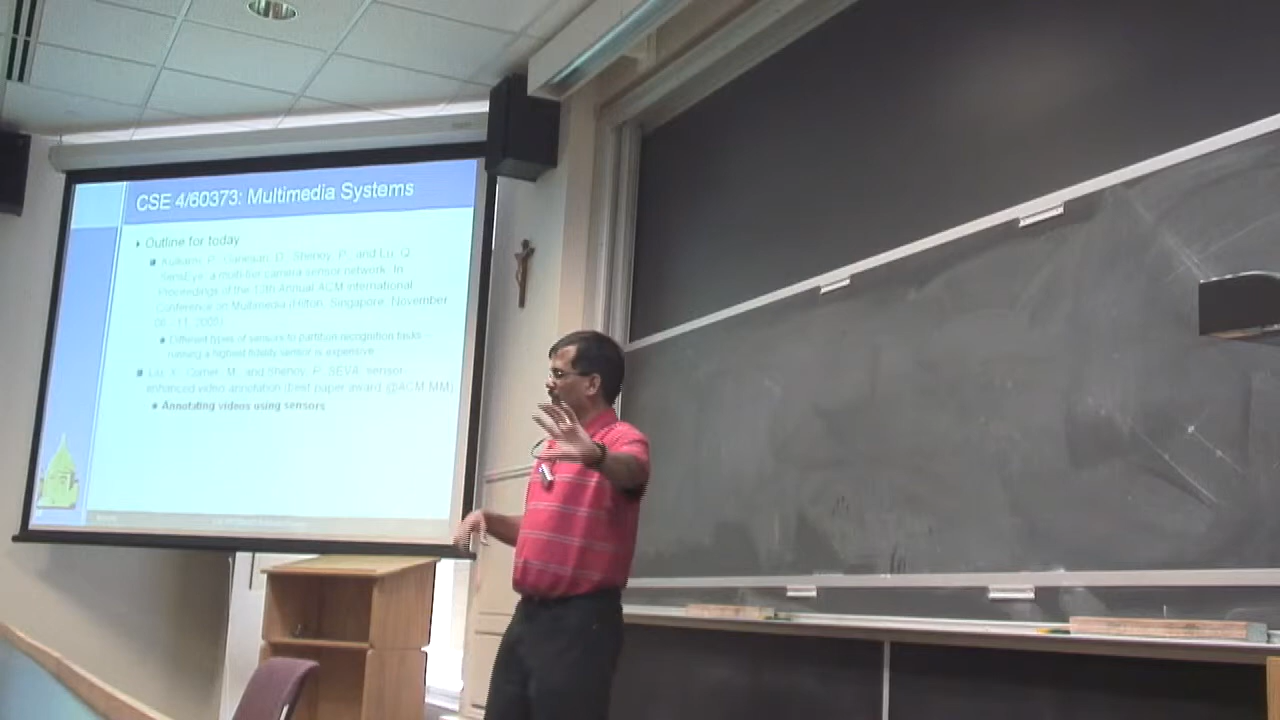 CSE 4/60373: Multimedia Systems
Outline for today
Kulkarni, P., Ganesan, D., Shenoy, P., and Lu, Q.
SensEye: a multi-tier camera sensor network. In
Proceedings of the 13th Annual ACM international
Conference on Multimedia (Hilton, Singapore, November
06 - 11, 2005)
Different types of sensors to partition recognition tasks –
running a highest fidelity sensor is expensive
Liu, X., Corner, M., and Shenoy, P. SEVA: sensor-
enhanced video annotation (best paper award @ACM MM)
Annotating videos using sensors